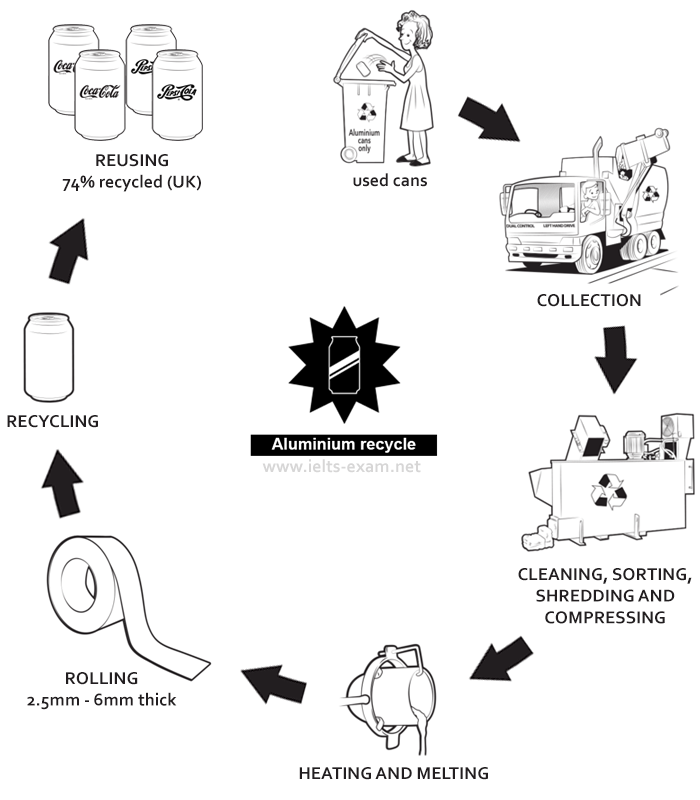 Coca-Cola
Pepsi
Coca-Cola
Pepsi-Cola
REUSING
74% recycled (UK)
Aluminium
cans
only
used cans
DUAL CONTROL LEFT HAND DRIVE
COLLECTION
CLEANING, SORTING,
SHREDDING AND
COMPRESSING
HEATING AND MELTING
ROLLING
2.5mm - 6mm thick
RECYCLING
Aluminium recycle
www.ielts-exam.net